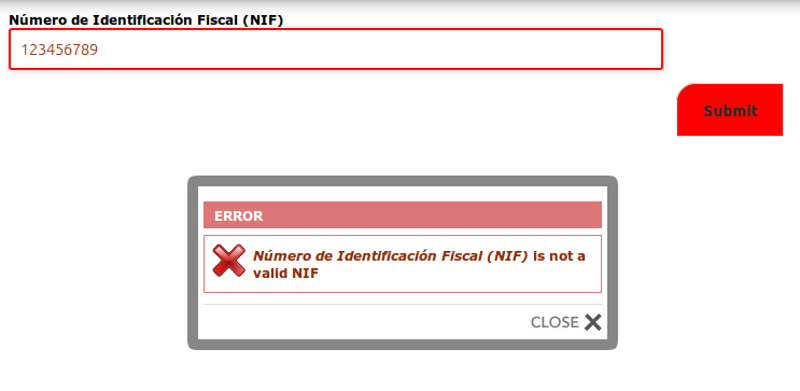 Número de Identificación Fiscal (NIF)
123456789
Submit
ERROR
Número de Identificación Fiscal (NIF) is not a
valid NIF
CLOSE